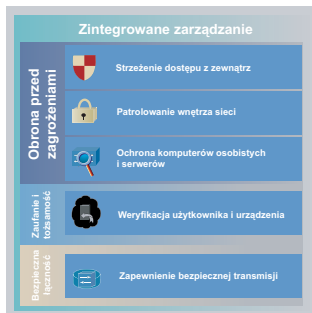 Zintegrowane zarządzanie
Obrona przed
zagrożeniami
Strzeżenie dostępu z zewnątrz
Patrolowanie wnętrza sieci
Ochrona komputerów osobistych
i serwerów
Zaufanie i
tożsamość
Weryfikacja użytkownika i urządzenia
Bezpieczna
łączność
Zapewnienie bezpiecznej transmisji